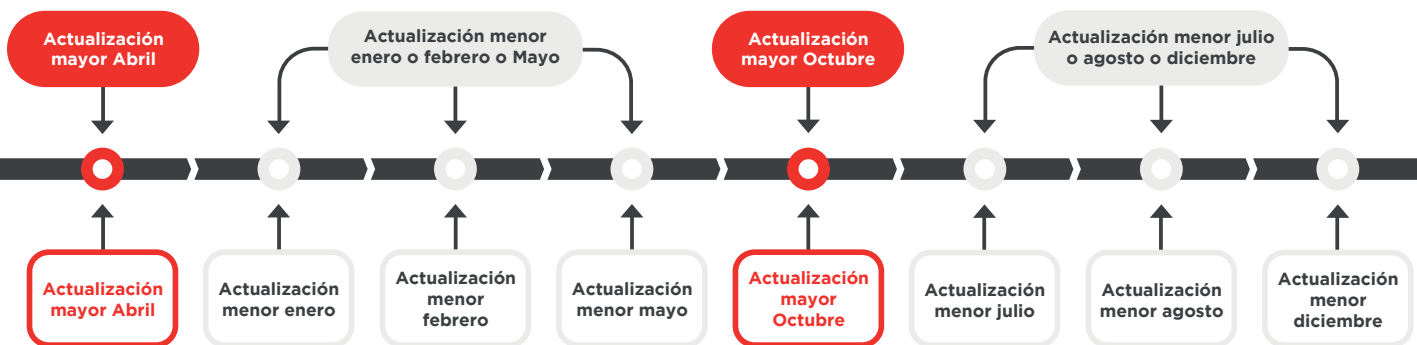 Actualización
mayor Abril
Actualización menor
enero o febrero o Mayo
Actualización
mayor Octubre
Actualización menor julio
o agosto o diciembre
Actualización
mayor Abril
Actualización
menor enero
Actualización
menor
febrero
Actualización
menor mayo
Actualización
mayor
Octubre
Actualización
menor julio
Actualización
menor agosto
Actualización
menor
diciembre